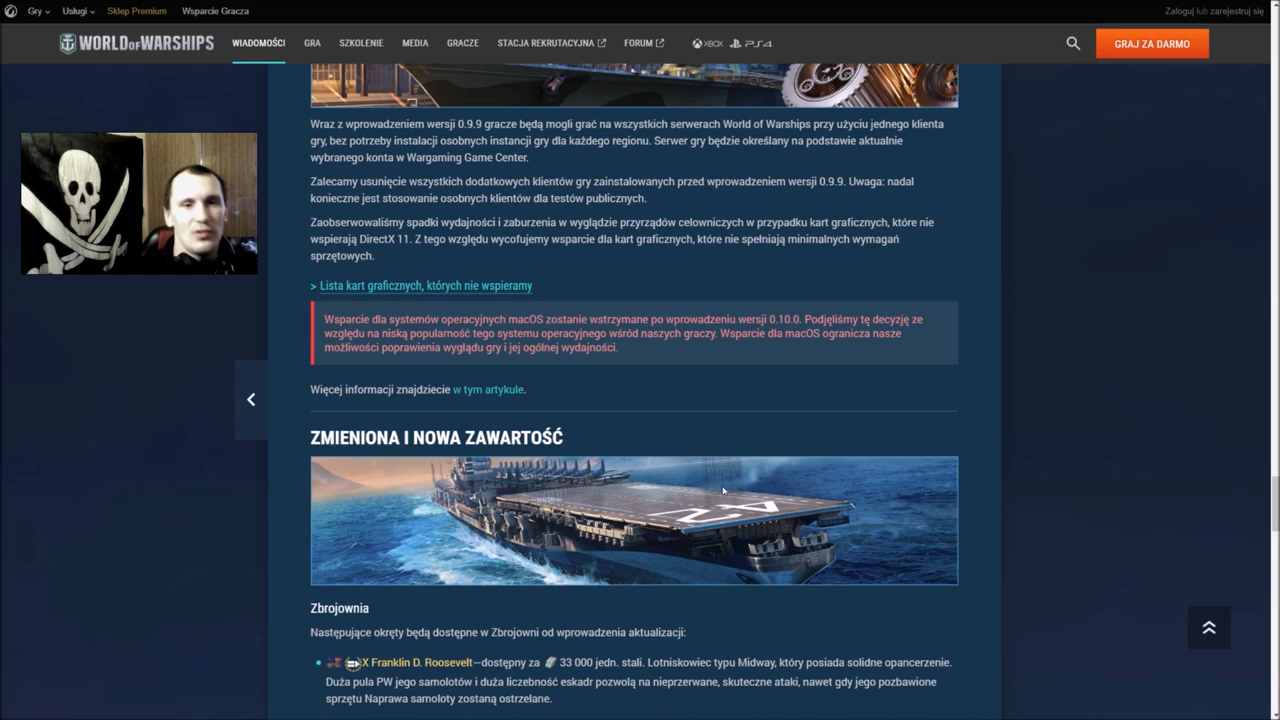 Gry
Usługi
Sklep Premium
Wsparcie Gracza
Zaloguj lub zarejestruj się
WORLD OF WARSHIPS
WIADOMOŚCI
GRA
SZKOLENIE
MEDIA
GRACZE
STACJA REKRUTACYJNA
FORUM
XBOX
PS4
GRAJ ZA DARMO
Wraz z wprowadzeniem wersji 0.9.9 gracze będą mogli grać na wszystkich serwerach World of Warships przy użyciu jednego klienta
gry, bez potrzeby instalacji osobnych instancji gry dla każdego regionu. Serwer gry będzie określany na podstawie aktualnie
wybranego konta w Wargaming Game Center.
Zalecamy usunięcie wszystkich dodatkowych klientów gry zainstalowanych przed wprowadzeniem wersji 0.9.9. Uwaga: nadal
konieczne jest stosowanie osobnych klientów dla testów publicznych.
Zaobserwowaliśmy spadki wydajności i zaburzenia w wyglądzie przyrządów celowniczych w przypadku kart graficznych, które nie
wspierają DirectX 11. Z tego względu wycofujemy wsparcie dla kart graficznych, które nie spełniają minimalnych wymagań
sprzętowych.
> Lista kart graficznych, których nie wspieramy
Wsparcie dla systemów operacyjnych macOS zostanie wstrzymane po wprowadzeniu wersji 0.10.0. Podjęliśmy tę decyzję ze
względu na niską popularność tego systemu operacyjnego wśród naszych graczy. Wsparcie dla macOS ogranicza nasze
możliwości poprawienia wyglądu gry i jej ogólnej wydajności.
Więcej informacji znajdziecie w tym artykule.
ZMIENIONA I NOWA ZAWARTOŚĆ
42
Zbrojownia
Następujące okręty będą dostępne w Zbrojowni od wprowadzenia aktualizacji:
X Franklin D. Roosevelt—dostępny za 33 000 jedn. stali. Lotniskowiec typu Midway, który posiada solidne opancerzenie.
Duża pula PW jego samolotów i duża liczebność eskadr pozwolą na nieprzerwane, skuteczne ataki, nawet gdy jego pozbawione
sprzętu Naprawa samoloty zostaną ostrzelane.